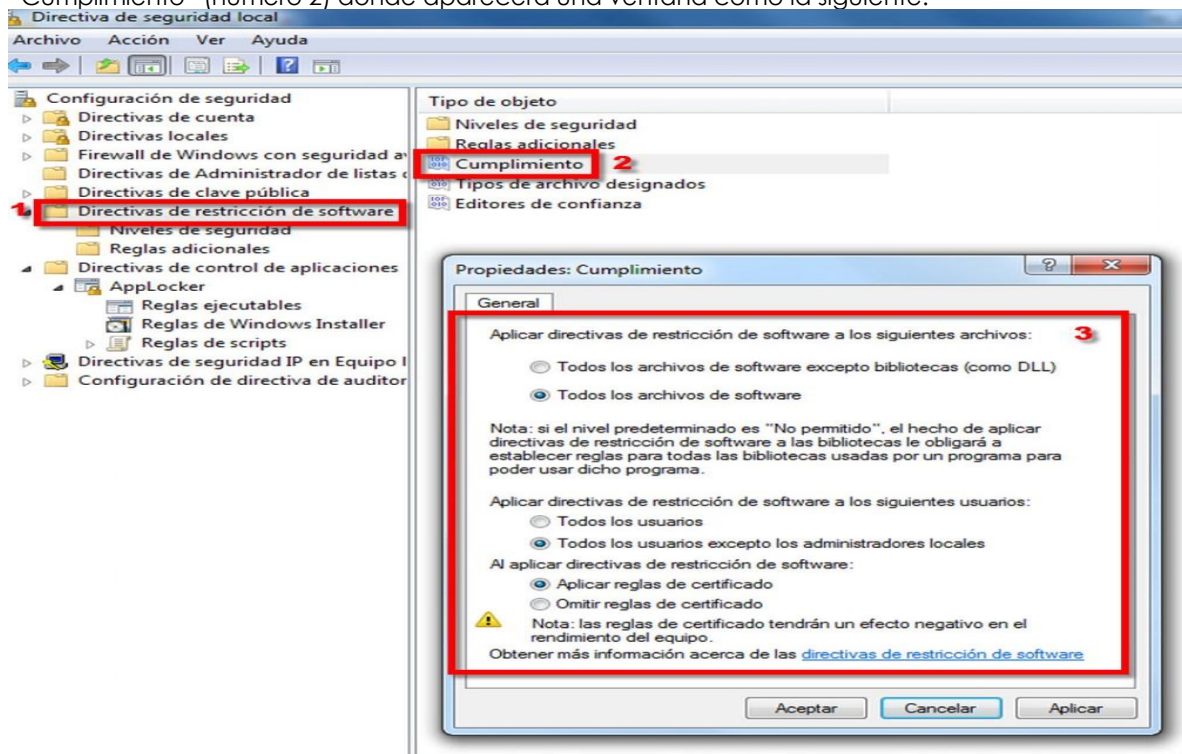 "Cumplimiento" (número 2) donde aparecerá una ventana como la siguiente:
Directiva de seguridad local
Archivo Acción Ver Ayuda
Configuración de seguridad
Directivas de cuenta
Directivas locales
Firewall de Windows con seguridad a
Directivas de Administrador de listas
Directivas de clave pública
1 Directivas de restricción de software
Niveles de seguridad
Reglas adicionales
Directivas de control de aplicaciones
AppLocker
Reglas ejecutables
Reglas de Windows Installer
Reglas de scripts
Directivas de seguridad IP en Equipo l
Configuración de directiva de auditor
Tipo de objeto
Niveles de seguridad
Reglas adicionales
Cumplimiento 2
Tipos de archivo designados
Editores de confianza
Propiedades: Cumplimiento
General
Aplicar directivas de restricción de software a los siguientes archivos: 3
Todos los archivos de software excepto bibliotecas (como DLL)
Todos los archivos de software
Nota: si el nivel predeterminado es "No permitido", el hecho de aplicar
directivas de restricción de software a las bibliotecas le obligará a
establecer reglas para todas las bibliotecas usadas por un programa para
poder usar dicho programa.
Aplicar directivas de restricción de software a los siguientes usuarios:
Todos los usuarios
Todos los usuarios excepto los administradores locales
Al aplicar directivas de restricción de software:
Aplicar reglas de certificado
Omitir reglas de certificado
Nota: las reglas de certificado tendrán un efecto negativo en el
rendimiento del equipo.
Obtener más información acerca de las directivas de restricción de software
Aceptar Cancelar Aplicar